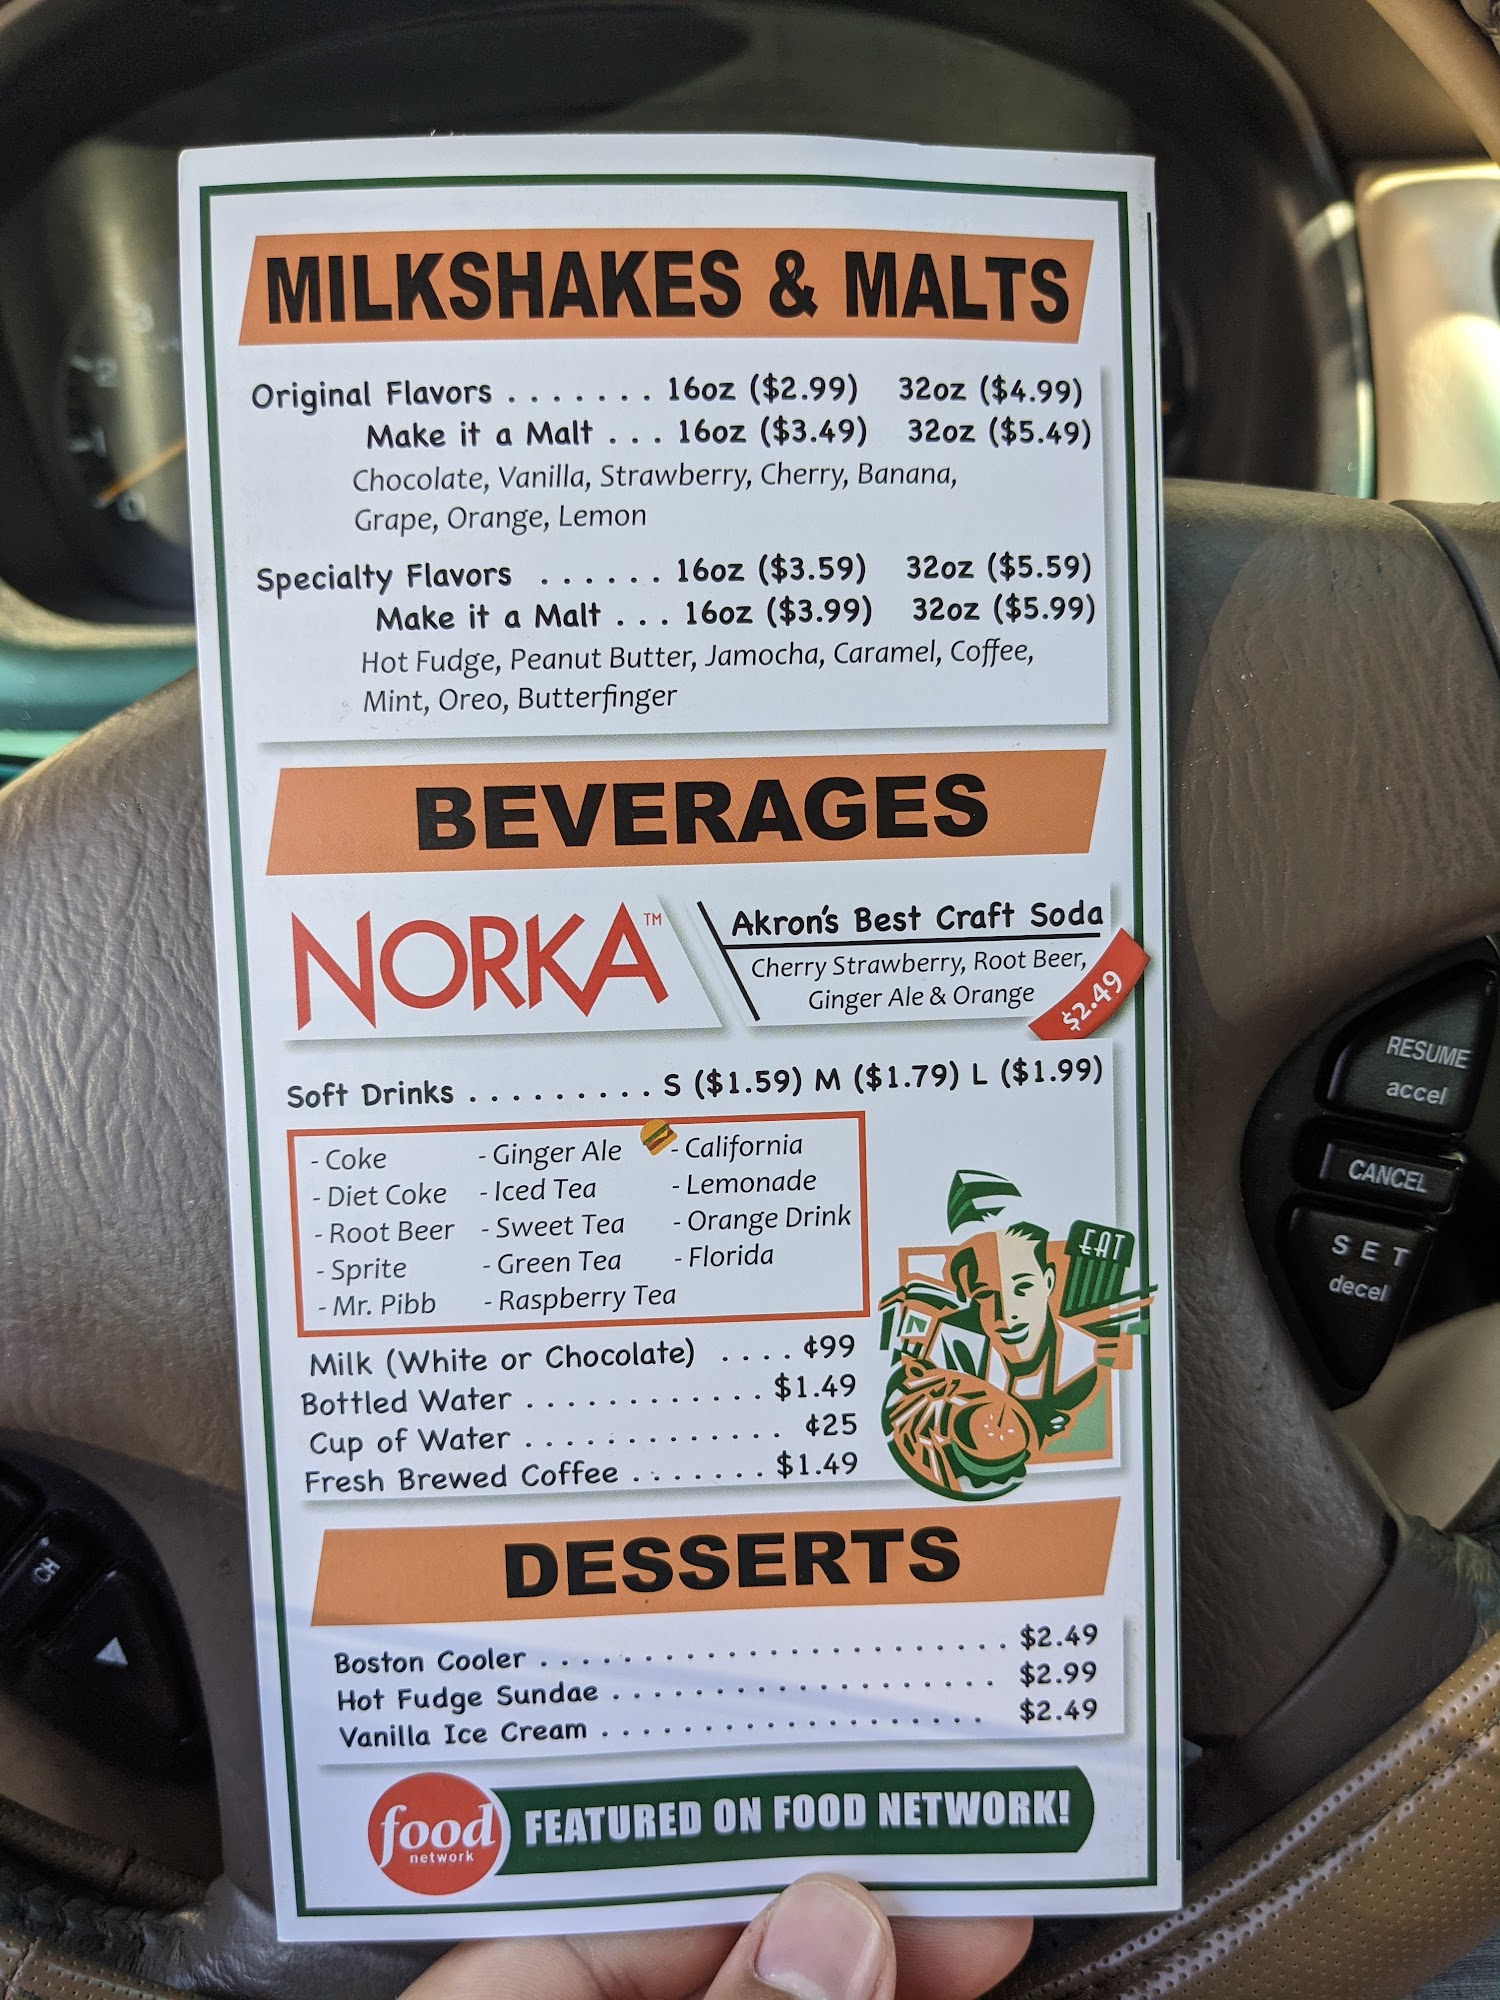 MILKSHAKES & MALTS
Original Flavors . . . . . . . 16oz ($2.99) 32oz ($4.99)
Make it a Malt . . . 16oz ($3.49) 32oz ($5.49)
Chocolate, Vanilla, Strawberry, Cherry, Banana,
Grape, Orange, Lemon
Specialty Flavors . . . . . . 16oz ($3.59) 32oz ($5.59)
Make it a Malt . . . 16oz ($3.99) 32oz ($5.99)
Hot Fudge, Peanut Butter, Jamocha, Caramel, Coffee,
Mint, Oreo, Butterfinger
BEVERAGES
NORKA™
Akron's Best Craft Soda
Cherry Strawberry, Root Beer,
Ginger Ale & Orange
$2.49
Soft Drinks . . . . . . . . . S ($1.59) M ($1.79) L ($1.99)
- Coke
- Diet Coke
- Root Beer
- Sprite
- Mr. Pibb
- Ginger Ale
- Iced Tea
- Sweet Tea
- Green Tea
- Raspberry Tea
- California
- Lemonade
- Orange Drink
- Florida
EAT
Milk (White or Chocolate) . . . . ¢99
Bottled Water . . . . . . . . . . . . $1.49
Cup of Water . . . . . . . . . . . . . ¢25
Fresh Brewed Coffee . . . . . . . $1.49
DESSERTS
Boston Cooler . . . . . . . . . . . . . . . . . . . . . . . $2.49
Hot Fudge Sundae . . . . . . . . . . . . . . . . . . . $2.99
Vanilla Ice Cream . . . . . . . . . . . . . . . . . . . $2.49
food
network
FEATURED ON FOOD NETWORK!
RESUME
accel
CANCEL
SET
decel
CH
2
1
0